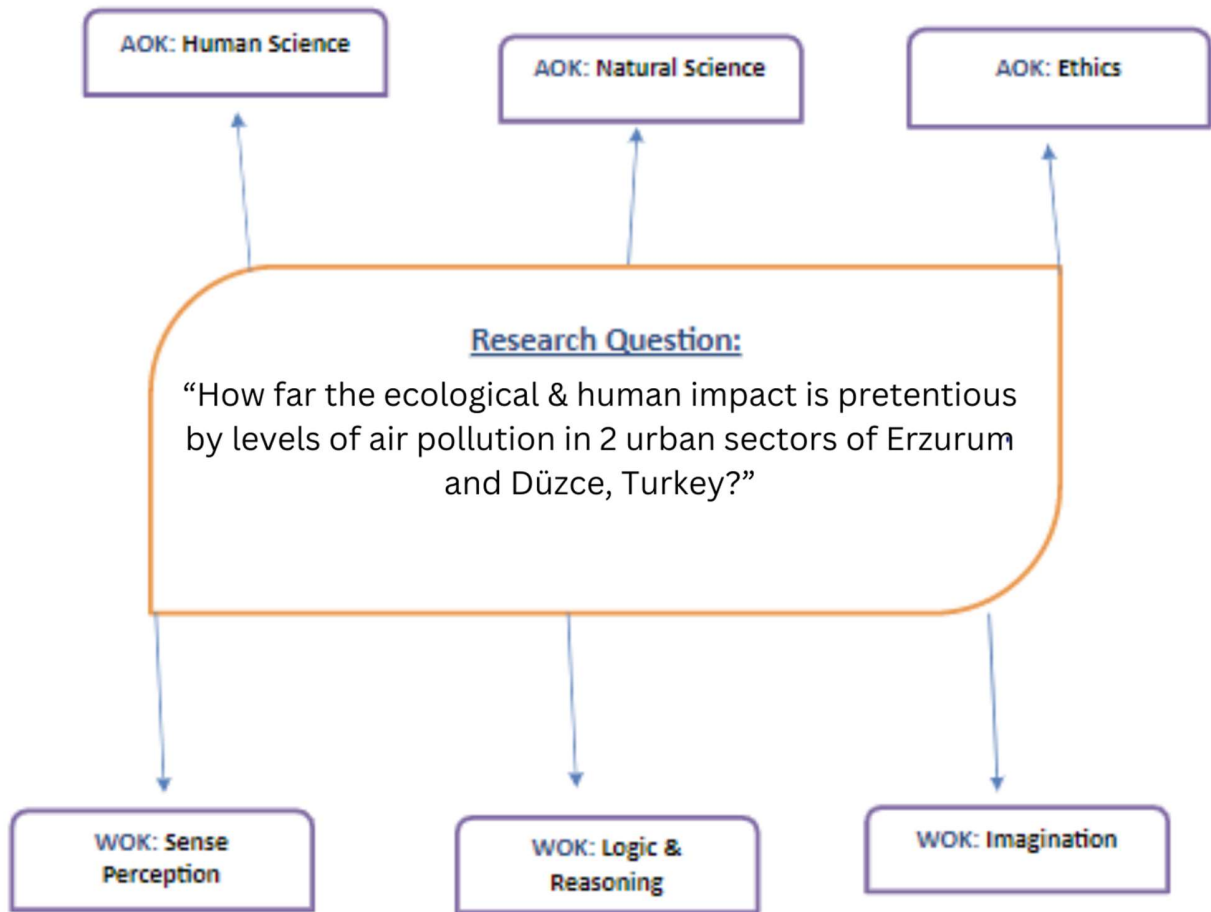 AOK: Human Science
AOK: Natural Science
AOK: Ethics
Research Question:
“How far the ecological & human impact is pretentious
by levels of air pollution in 2 urban sectors of Erzurum
and Düzce, Turkey?”
WOK: Sense
Perception
WOK: Logic &
Reasoning
WOK: Imagination